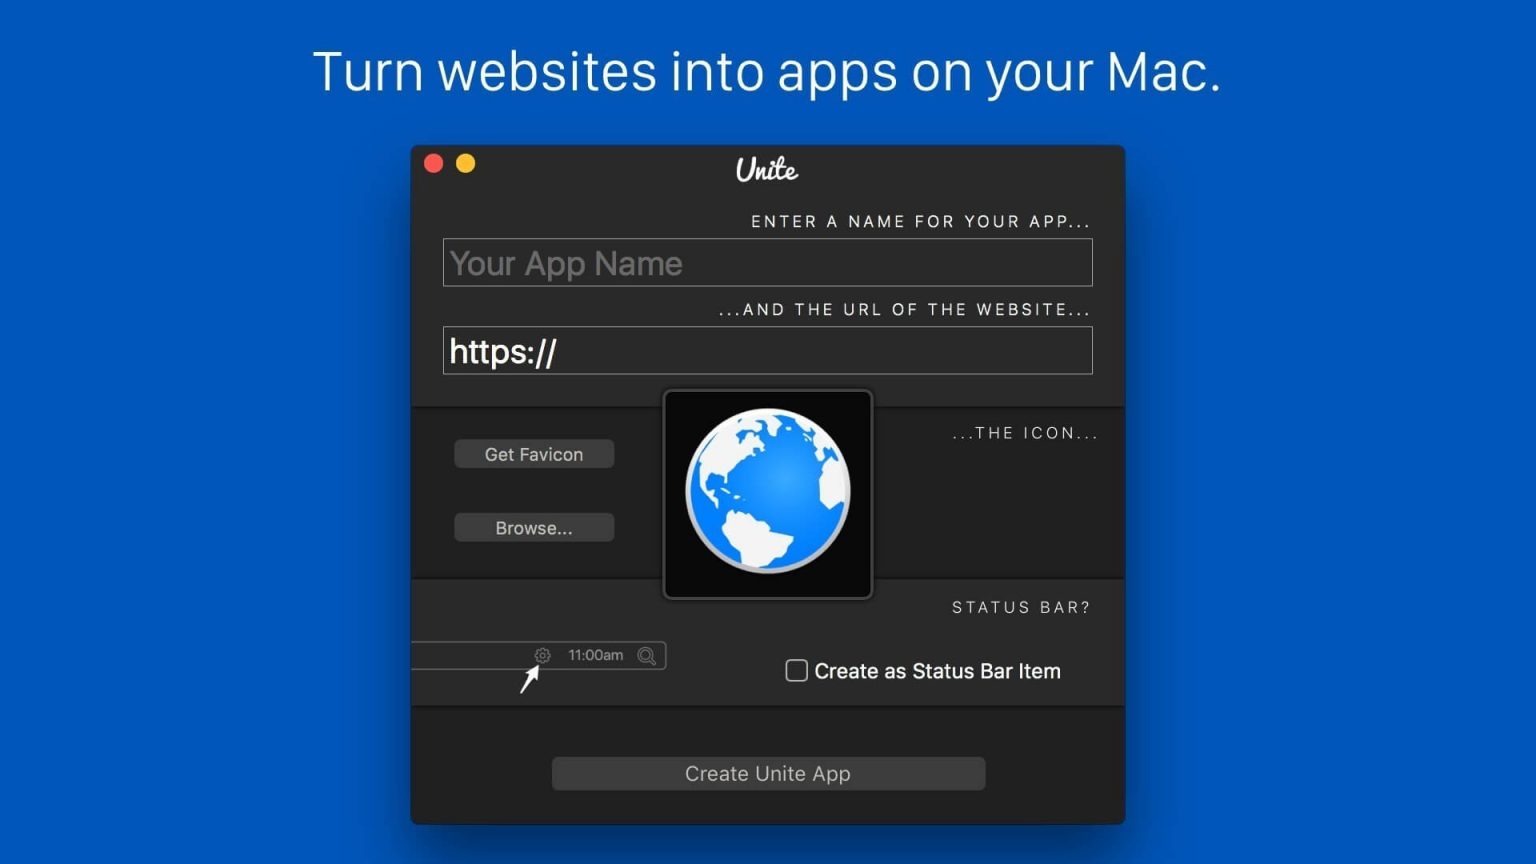 Turn websites into apps on your Mac.
Unite
ENTER A NAME FOR YOUR APP...
Your App Name
...AND THE URL OF THE WEBSITE...
https://
...THE ICON...
Get Favicon
Browse...
STATUS BAR?
11:00am
Create as Status Bar Item
Create Unite App